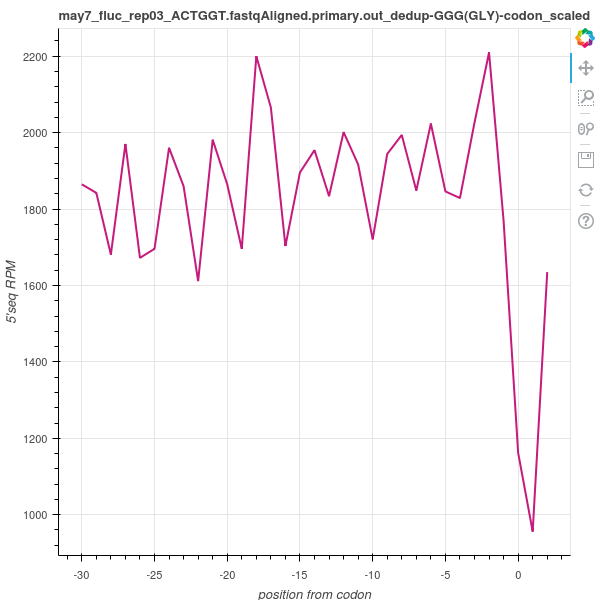 may7_fluc_rep03_ACTGGT.fastqAligned.primary.out_dedup-GGG(GLY)-codon_scaled
2200
2000
1800
1600
1400
1200
1000
5'seq RPM
-30 -25 -20 -15 -10 -5 0
position from codon